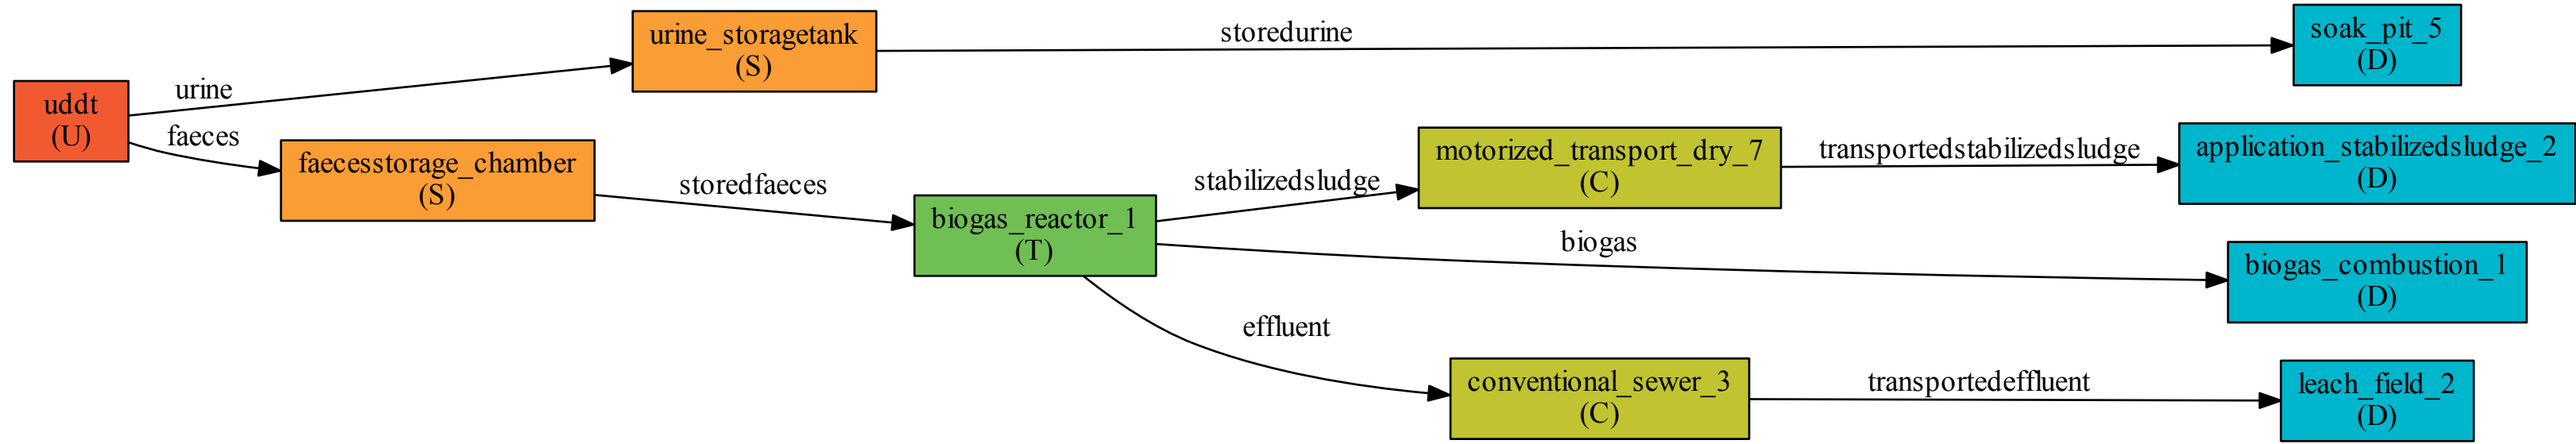 uddt
(U)
urine
faeces
urine_storagetank
(S)
storedurine
soak_pit_5
(D)
faecesstorage_chamber
(S)
storedfaeces
biogas_reactor_1
(T)
stabilizedsludge
motorized_transport_dry_7
(C)
transportedstabilizedsludge
application_stabilizedsludge_2
(D)
biogas
biogas_combustion_1
(D)
effluent
conventional_sewer_3
(C)
transportedeffluent
leach_field_2
(D)